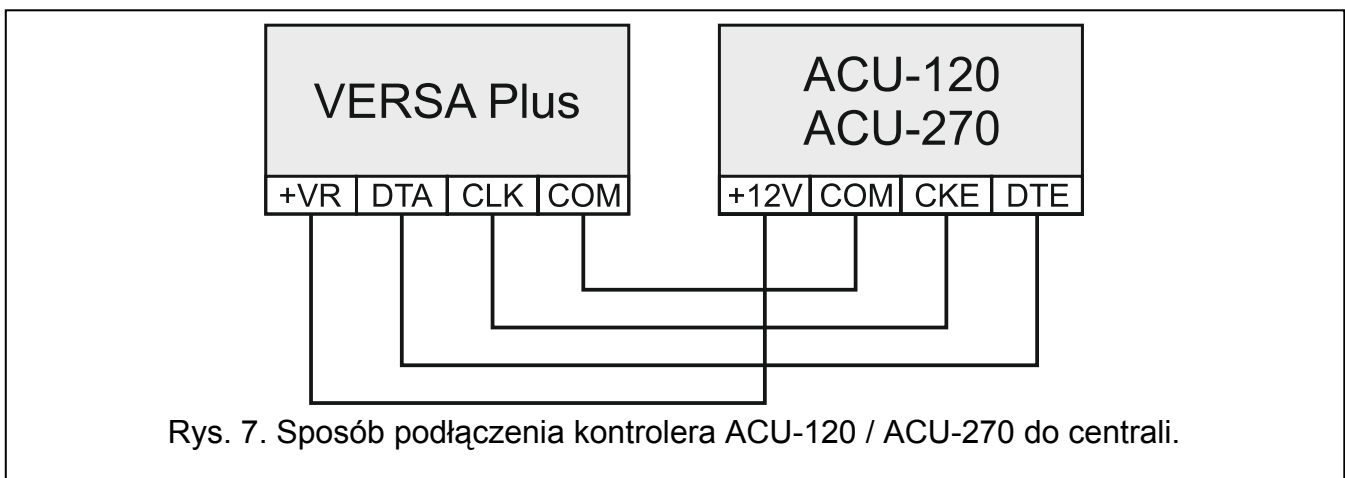 VERSA Plus
+VR DTA CLK COM
ACU-120
ACU-270
+12V COM CKE DTE
Rys. 7. Sposób podłączenia kontrolera ACU-120 / ACU-270 do centrali.